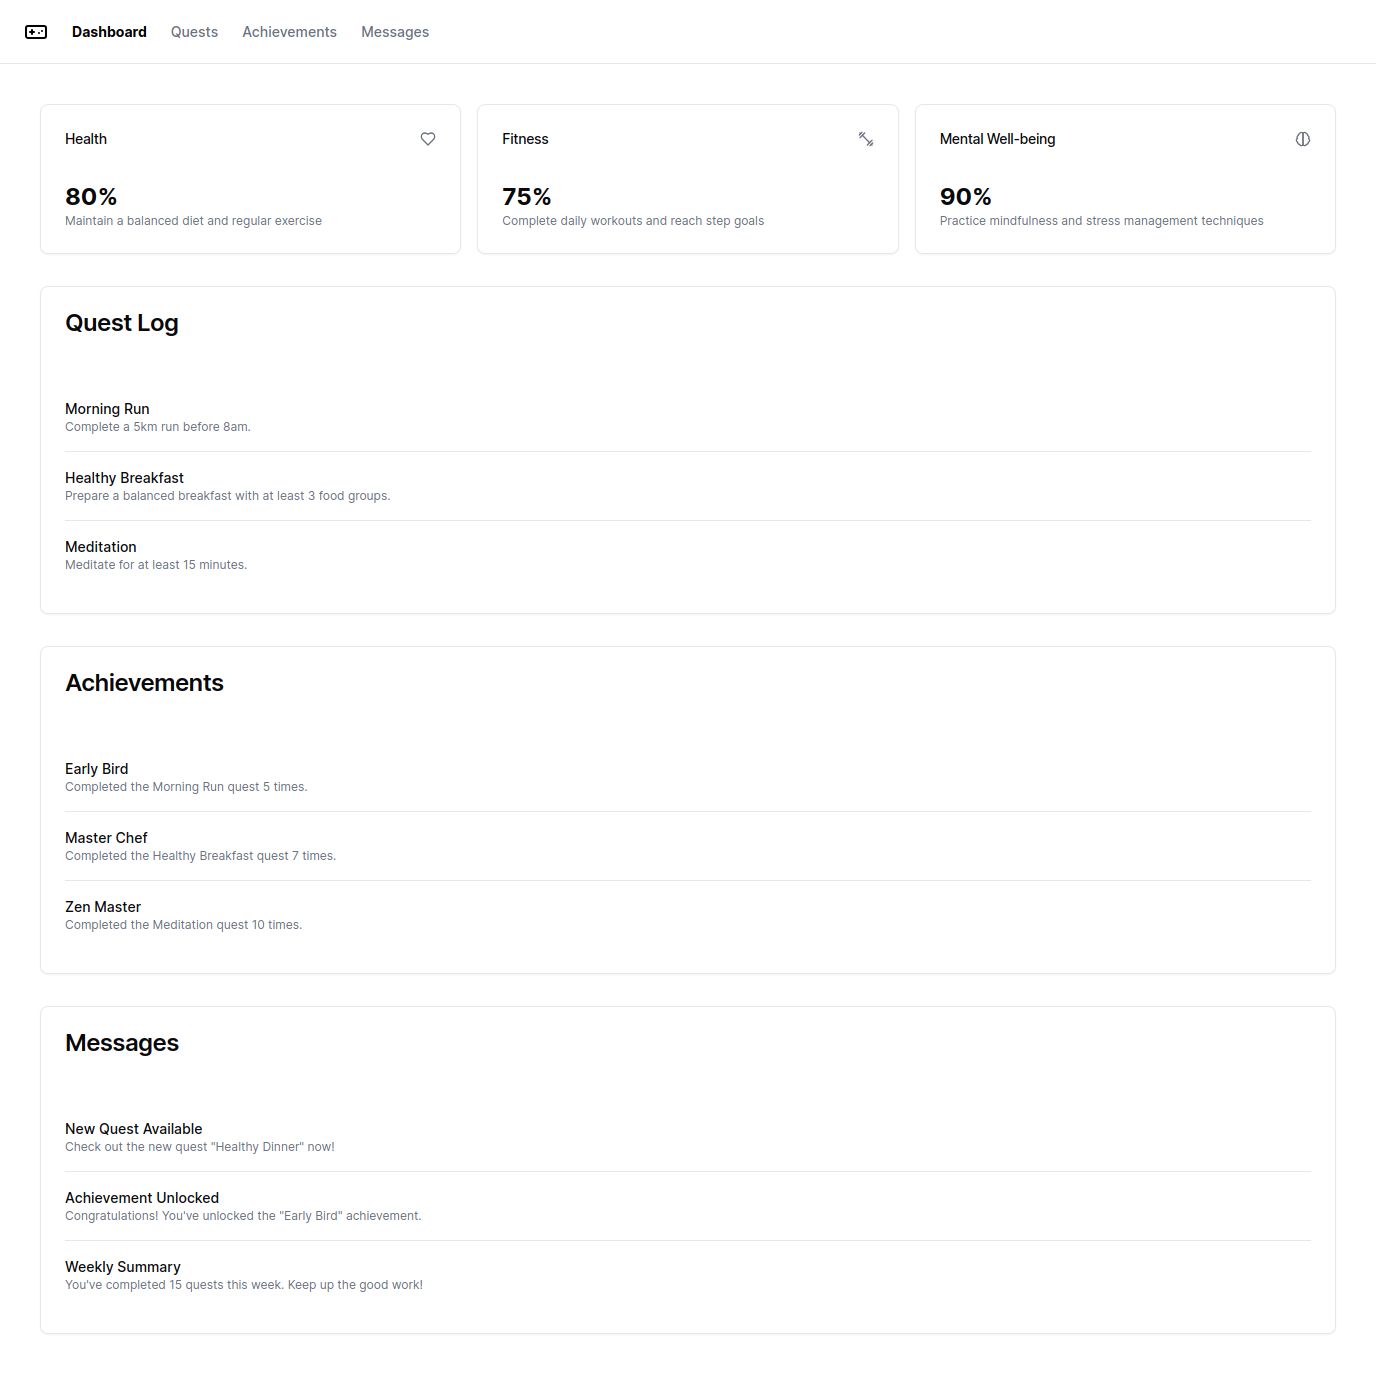 Dashboard Quests Achievements Messages
Health
80%
Maintain a balanced diet and regular exercise
Fitness
75%
Complete daily workouts and reach step goals
Mental Well-being
90%
Practice mindfulness and stress management techniques
Quest Log
Morning Run
Complete a 5km run before 8am.
Healthy Breakfast
Prepare a balanced breakfast with at least 3 food groups.
Meditation
Meditate for at least 15 minutes.
Achievements
Early Bird
Completed the Morning Run quest 5 times.
Master Chef
Completed the Healthy Breakfast quest 7 times.
Zen Master
Completed the Meditation quest 10 times.
Messages
New Quest Available
Check out the new quest "Healthy Dinner" now!
Achievement Unlocked
Congratulations! You've unlocked the "Early Bird" achievement.
Weekly Summary
You've completed 15 quests this week. Keep up the good work!